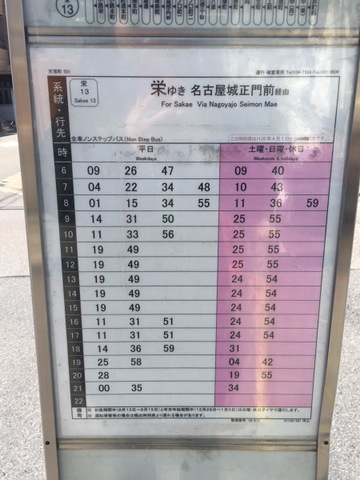 13
栄
13
Sakae 13
栄ゆき 名古屋城正門前経由
For Sakae Via Nagoyajo Seimon Mae
系統・行先
全車ノンステップバス(Non Step Bus)
時 平日 土曜・日曜・休日
Weekdays Weekends & holidays
6 09 26 47 09 40
7 04 22 34 48 10 43
8 01 15 34 55 11 36 59
9 14 31 50 25 55
10 11 33 56 25 55
11 19 49 25 55
12 19 49 25 55
13 19 49 24 54
14 19 49 24 54
15 19 49 24 54
16 11 31 51 24 54
17 11 31 51 24 54
18 14 36 59 31
19 25 58 04 42
20 28 19 55
21 00 35 34
22
備考